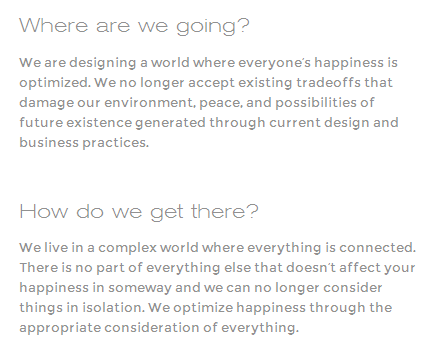 Where are we going?
We are designing a world where everyone's happiness is
optimized. We no longer accept existing tradeoffs that
damage our environment, peace, and possibilities of
future existence generated through current design and
business practices.
How do we get there?
We live in a complex world where everything is connected.
There is no part of everything else that doesn't affect your
happiness in someway and we can no longer consider
things in isolation. We optimize happiness through the
appropriate consideration of everything.